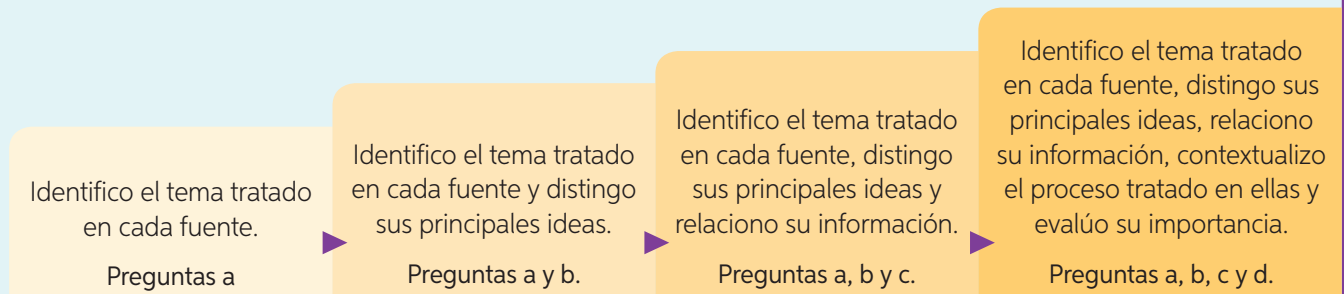 Identifico el tema tratado
en cada fuente.
Preguntas a
Identifico el tema tratado
en cada fuente y distingo
sus principales ideas.
Preguntas a y b.
Identifico el tema tratado
en cada fuente, distingo
sus principales ideas y
relaciono su información.
Preguntas a, b y c.
Identifico el tema tratado
en cada fuente, distingo sus
principales ideas, relaciono
su información, contextualizo
el proceso tratado en ellas y
evalúo su importancia.
Preguntas a, b, c y d.